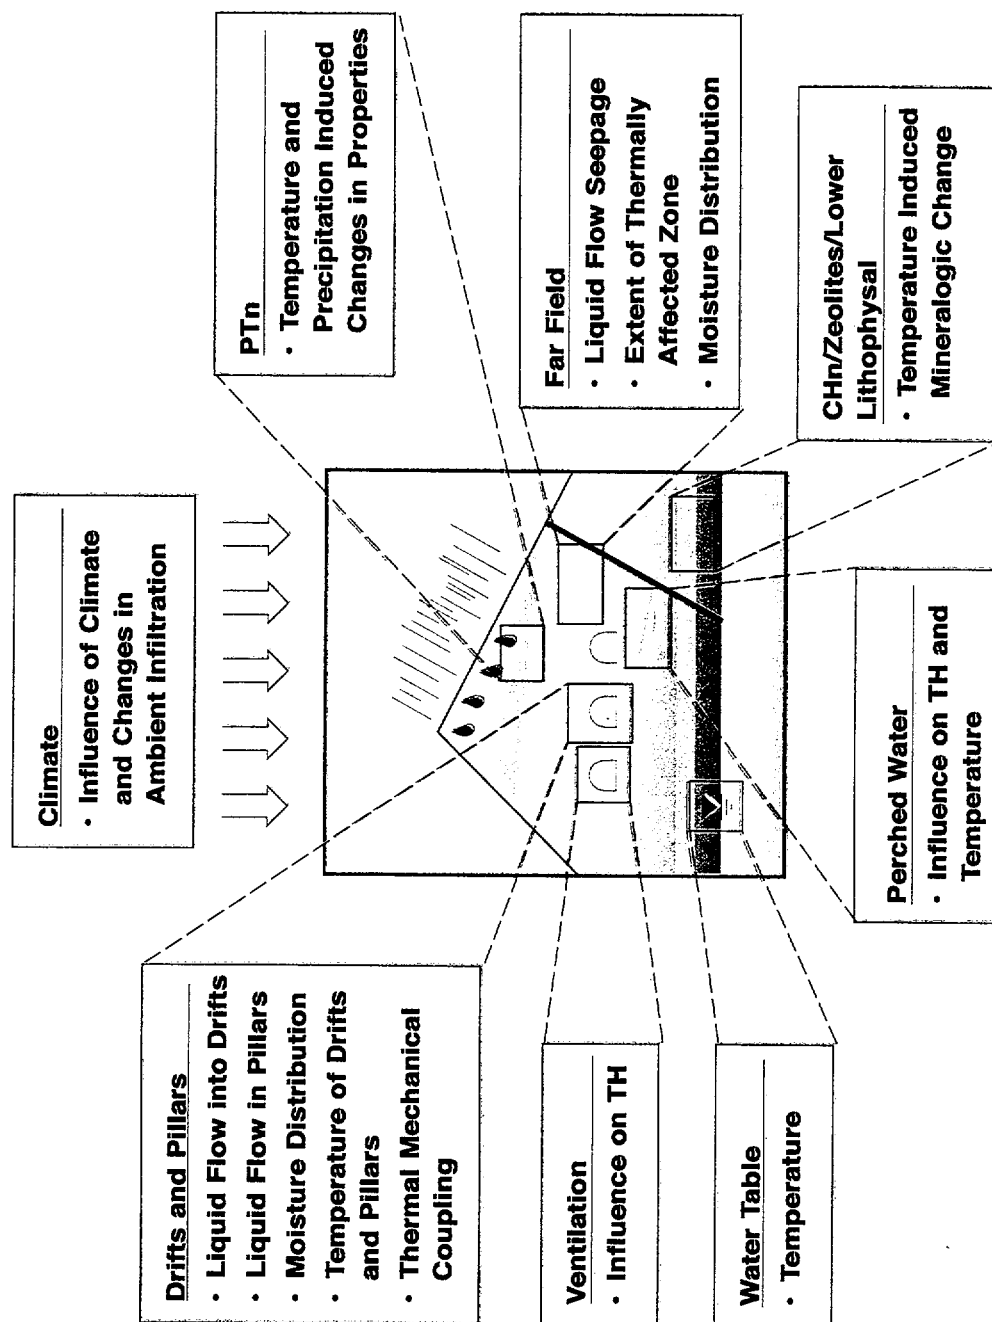 Climate
• Influence of Climate
and Changes in
Ambient Infiltration
Drifts and Pillars
• Liquid Flow into Drifts
• Liquid Flow in Pillars
• Moisture Distribution
• Temperature of Drifts
and Pillars
• Thermal Mechanical
Coupling
PTn
• Temperature and
Precipitation Induced
Changes in Properties
Far Field
• Liquid Flow Seepage
• Extent of Thermally
Affected Zone
• Moisture Distribution
Ventilation
• Influence on TH
Water Table
• Temperature
Perched Water
• Influence on TH and
Temperature
CHn/Zeolites/Lower
Lithophysal
• Temperature Induced
Mineralogic Change